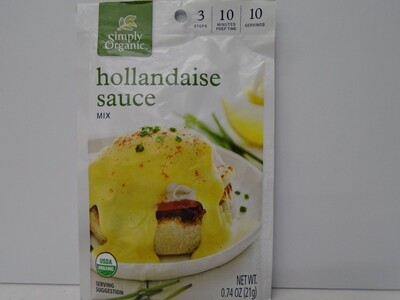 Simply
Organic
3 10 10
STEPS MINUTES PREP TIME SERVINGS
hollandaise
sauce
MIX
USDA
ORGANIC
SERVING
SUGGESTION
NET WT.
0.74 OZ (21g)